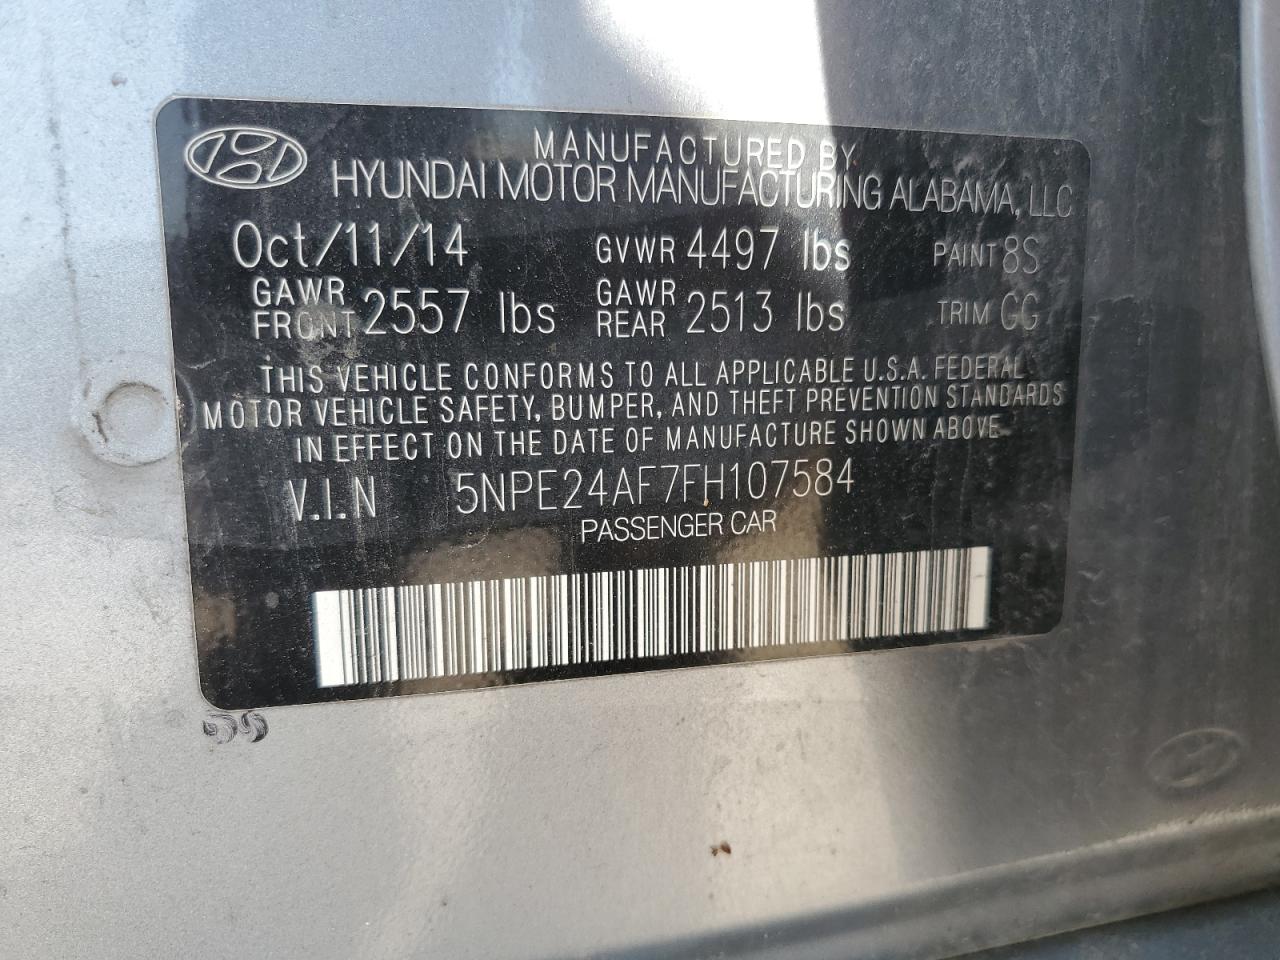 MANUFACTURED BY
HYUNDAI MOTOR MANUFACTURING ALABAMA, LLC
Oct/11/14 GVWR 4497 lbs PAINT 8S
GAWR FRONT 2557 lbs GAWR REAR 2513 lbs TRIM GG
THIS VEHICLE CONFORMS TO ALL APPLICABLE U.S.A. FEDERAL
MOTOR VEHICLE SAFETY, BUMPER, AND THEFT PREVENTION STANDARDS
IN EFFECT ON THE DATE OF MANUFACTURE SHOWN ABOVE
V.I.N 5NPE24AF7FH107584
PASSENGER CAR